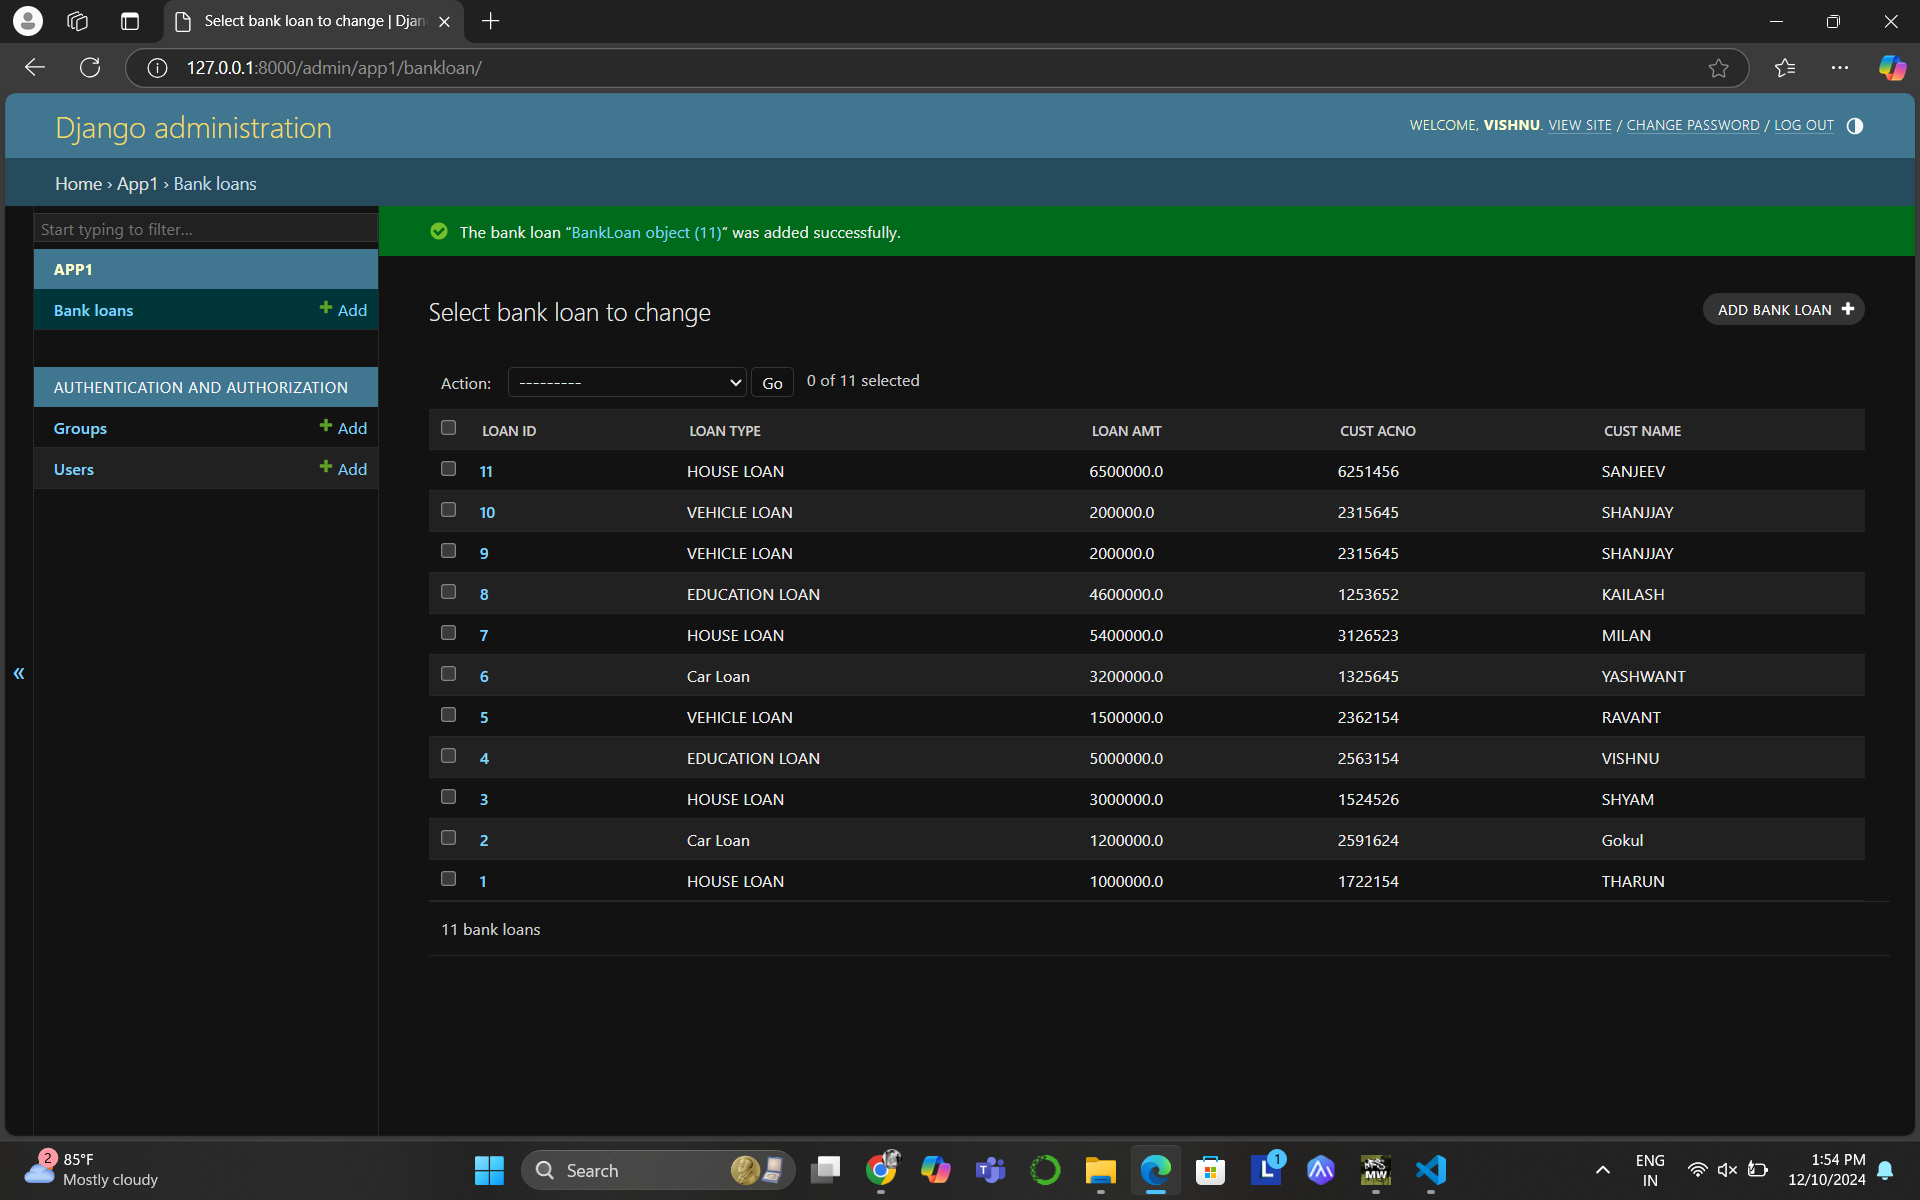 Select bank loan to change | Djan
127.0.0.1:8000/admin/app1/bankloan/
Django administration
WELCOME, VISHNU. VIEW SITE / CHANGE PASSWORD / LOG OUT
Home › App1 › Bank loans
Start typing to filter...
APP1
Bank loans Add
AUTHENTICATION AND AUTHORIZATION
Groups Add
Users Add
«
The bank loan “BankLoan object (11)” was added successfully.
Select bank loan to change
ADD BANK LOAN
Action: --------- Go 0 of 11 selected
LOAN ID LOAN TYPE LOAN AMT CUST ACNO CUST NAME
11 HOUSE LOAN 6500000.0 6251456 SANJEEV
10 VEHICLE LOAN 200000.0 2315645 SHANJJAY
9 VEHICLE LOAN 200000.0 2315645 SHANJJAY
8 EDUCATION LOAN 4600000.0 1253652 KAILASH
7 HOUSE LOAN 5400000.0 3126523 MILAN
6 Car Loan 3200000.0 1325645 YASHWANT
5 VEHICLE LOAN 1500000.0 2362154 RAVANT
4 EDUCATION LOAN 5000000.0 2563154 VISHNU
3 HOUSE LOAN 3000000.0 1524526 SHYAM
2 Car Loan 1200000.0 2591624 Gokul
1 HOUSE LOAN 1000000.0 1722154 THARUN
11 bank loans
2
85°F
Mostly cloudy
Search
L 1
MW
ENG
IN
1:54 PM
12/10/2024